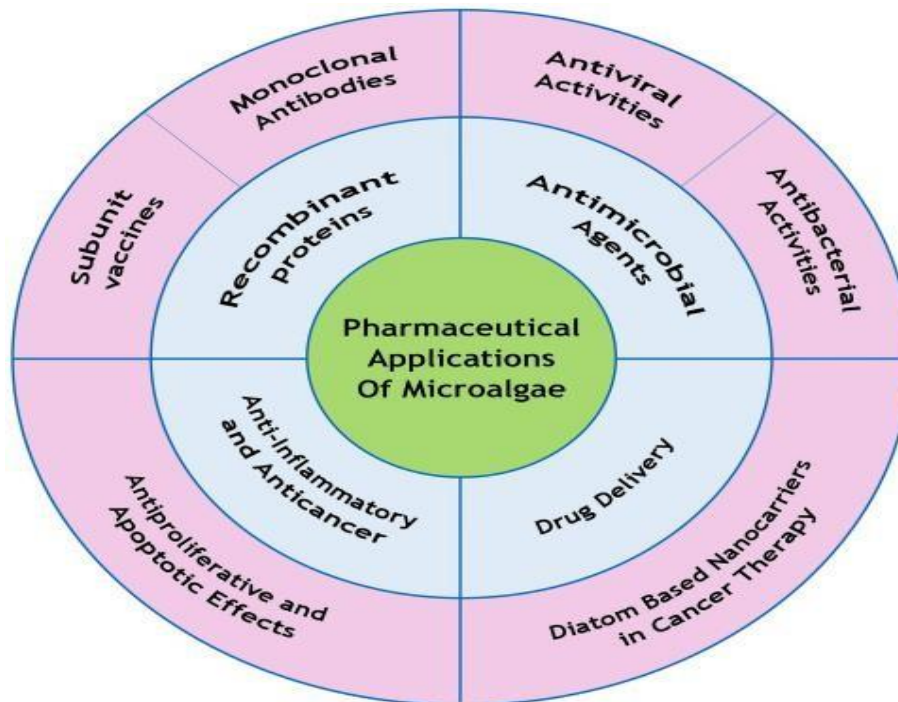 Monoclonal
Antibodies
Antiviral
Activities
Subunit
vaccines
Recombinant
proteins
Antimicrobial
Agents
Antibacterial
Activities
Pharmaceutical
Applications
Of Microalgae
Anti-Inflammatory
and Anticancer
Drug Delivery
Antiproliferative and
Apoptotic Effects
Diatom Based Nanocarriers
in Cancer Therapy